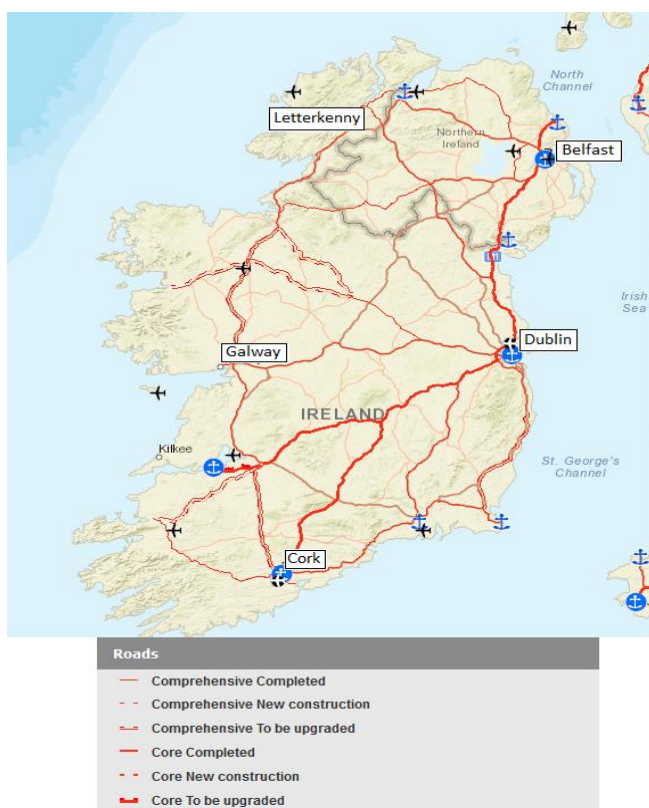 North
Channel
Letterkenny
Northern
Ireland
Belfast
Irish
Sea
Dublin
Galway
IRELAND
Kilkee
St. George's
Channel
Cork
Roads
Comprehensive Completed
Comprehensive New construction
Comprehensive To be upgraded
Core Completed
Core New construction
Core To be upgraded